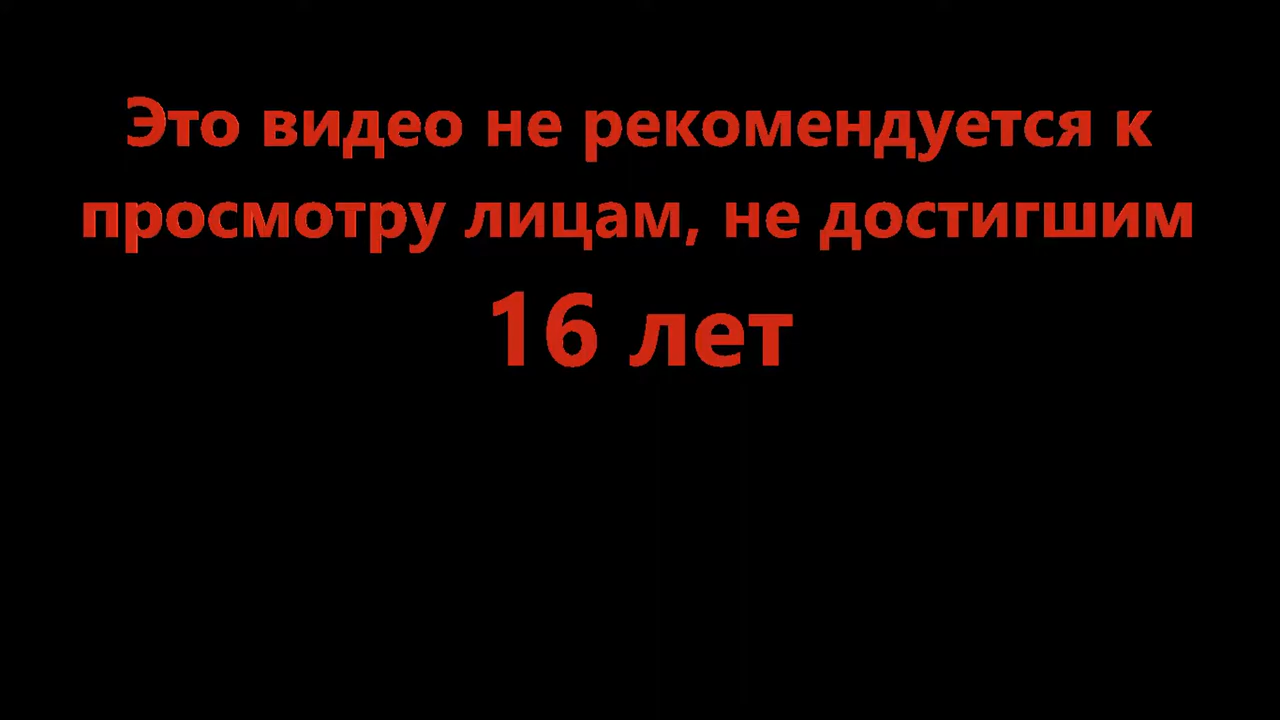 Это видео не рекомендуется к
просмотру лицам, не достигшим
16 лет